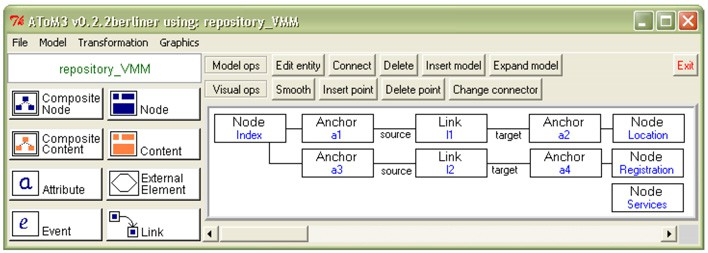 AToM3 v0.2.2berliner using: repository_VMM
File Model Transformation Graphics
repository_VMM
Model ops Edit entity Connect Delete Insert model Expand model Exit
Visual ops Smooth Insert point Delete point Change connector
Composite Node
Node
Composite Content
Content
a Attribute
External Element
e Event
Link
Node Anchor Link Anchor Node
Index a1 source l1 target a2 Location
Anchor Link Anchor Node
a3 source l2 target a4 Registration
Node
Services